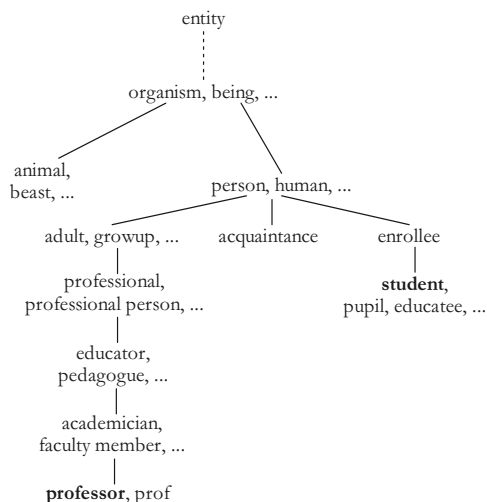 entity
organism, being, ...
animal,
beast, ...
person, human, ...
adult, growup, ...
acquaintance
enrollee
professional,
professional person, ...
student,
pupil, educatee, ...
educator,
pedagogue, ...
academician,
faculty member, ...
professor, prof